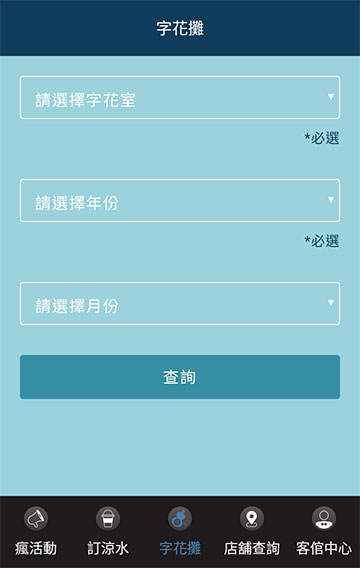 字花攤
請選擇字花室
*必選
請選擇年份
*必選
請選擇月份
查詢
瘋活動 訂涼水 字花攤 店舖查詢 客倌中心